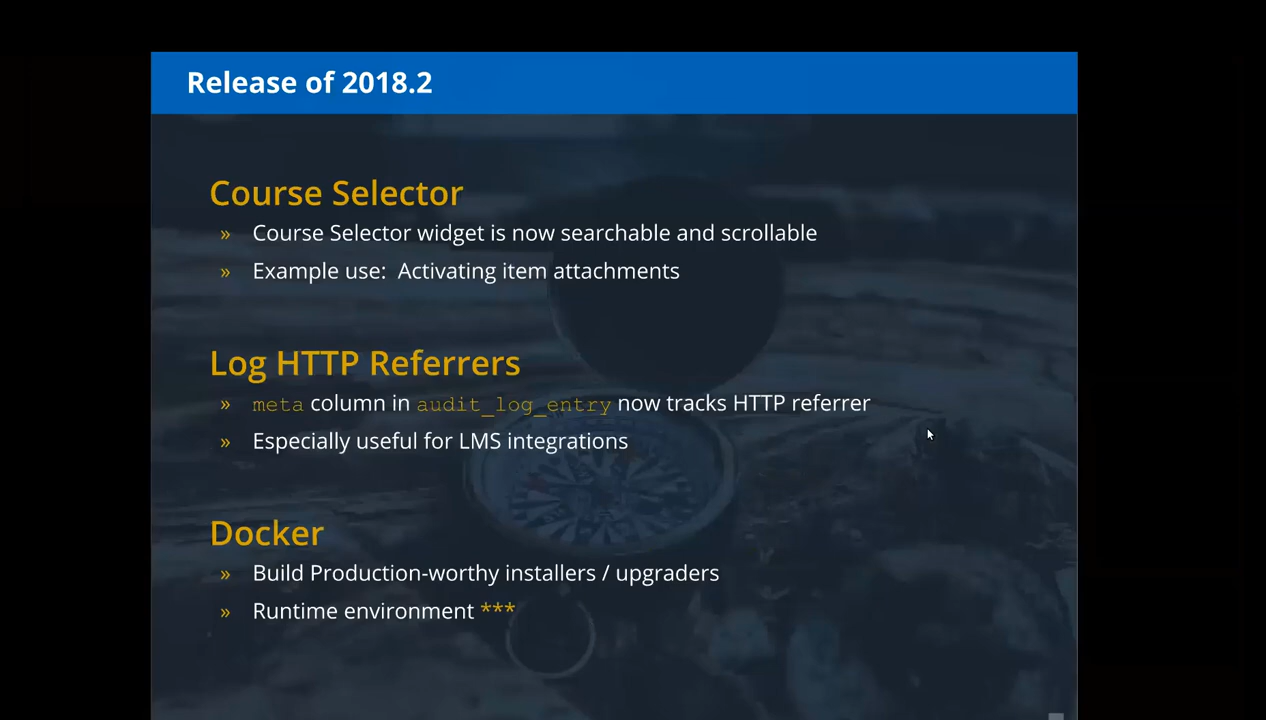 Release of 2018.2
Course Selector
» Course Selector widget is now searchable and scrollable
» Example use: Activating item attachments
Log HTTP Referrers
» meta column in audit_log_entry now tracks HTTP referrer
» Especially useful for LMS integrations
Docker
» Build Production-worthy installers / upgraders
» Runtime environment ***